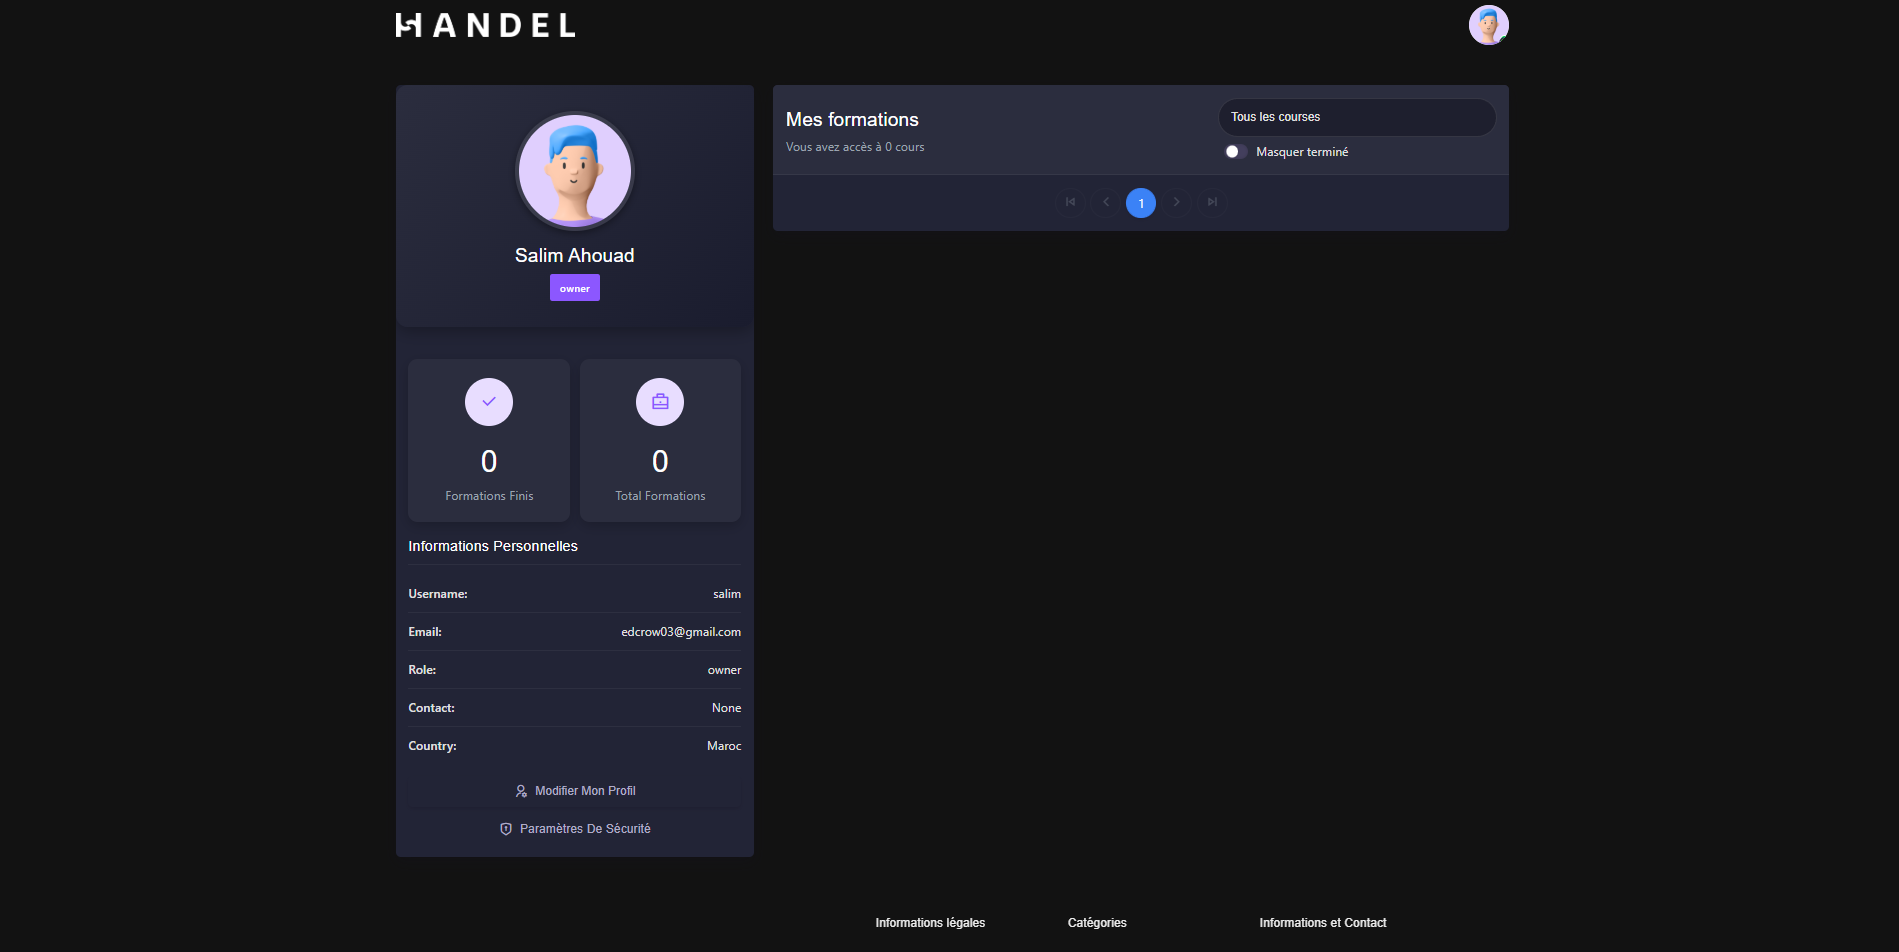 HANDEL
Salim Ahouad
owner
0
Formations Finis
0
Total Formations
Informations Personnelles
Username: salim
Email: edcrow03@gmail.com
Role: owner
Contact: None
Country: Maroc
Modifier Mon Profil
Paramètres De Sécurité
Mes formations
Vous avez accès à 0 cours
Tous les courses
Masquer terminé
1
Informations légales
Catégories
Informations et Contact